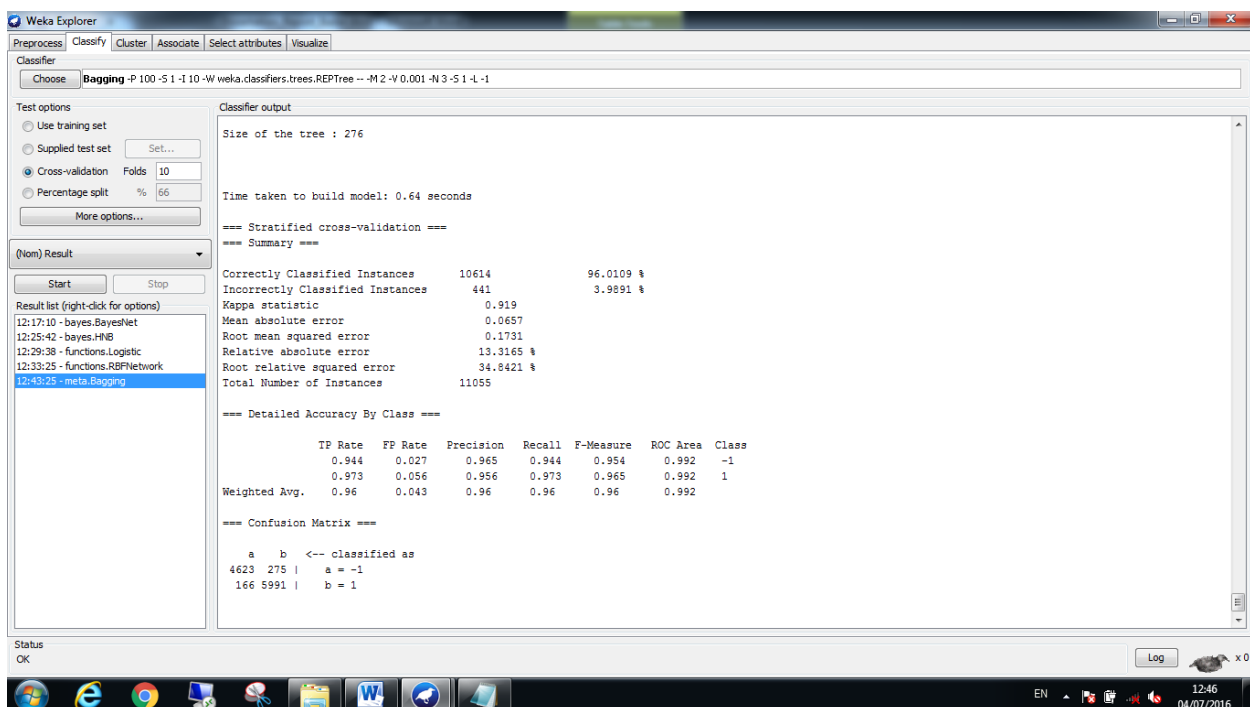 Weka Explorer
Preprocess Classify Cluster Associate Select attributes Visualize
Classifier
Choose Bagging -P 100 -S 1 -I 10 -W weka.classifiers.trees.REPTree -- -M 2 -V 0.001 -N 3 -S 1 -L -1
Test options
Use training set
Supplied test set Set...
Cross-validation Folds 10
Percentage split % 66
More options...
(Nom) Result
Start Stop
Result list (right-click for options)
12:17:10 - bayes.BayesNet
12:25:42 - bayes.HNB
12:29:38 - functions.Logistic
12:33:25 - functions.RBFNetwork
12:43:25 - meta.Bagging
Classifier output
Size of the tree : 276
Time taken to build model: 0.64 seconds
=== Stratified cross-validation ===
=== Summary ===
Correctly Classified Instances 10614 96.0109 %
Incorrectly Classified Instances 441 3.9891 %
Kappa statistic 0.919
Mean absolute error 0.0657
Root mean squared error 0.1731
Relative absolute error 13.3165 %
Root relative squared error 34.8421 %
Total Number of Instances 11055
=== Detailed Accuracy By Class ===
TP Rate FP Rate Precision Recall F-Measure ROC Area Class
0.944 0.027 0.965 0.944 0.954 0.992 -1
0.973 0.056 0.956 0.973 0.965 0.992 1
Weighted Avg. 0.96 0.043 0.96 0.96 0.96 0.992
=== Confusion Matrix ===
a b <-- classified as
4623 275 | a = -1
166 5991 | b = 1
Status
OK
Log x 0
EN 12:46
04/07/2016